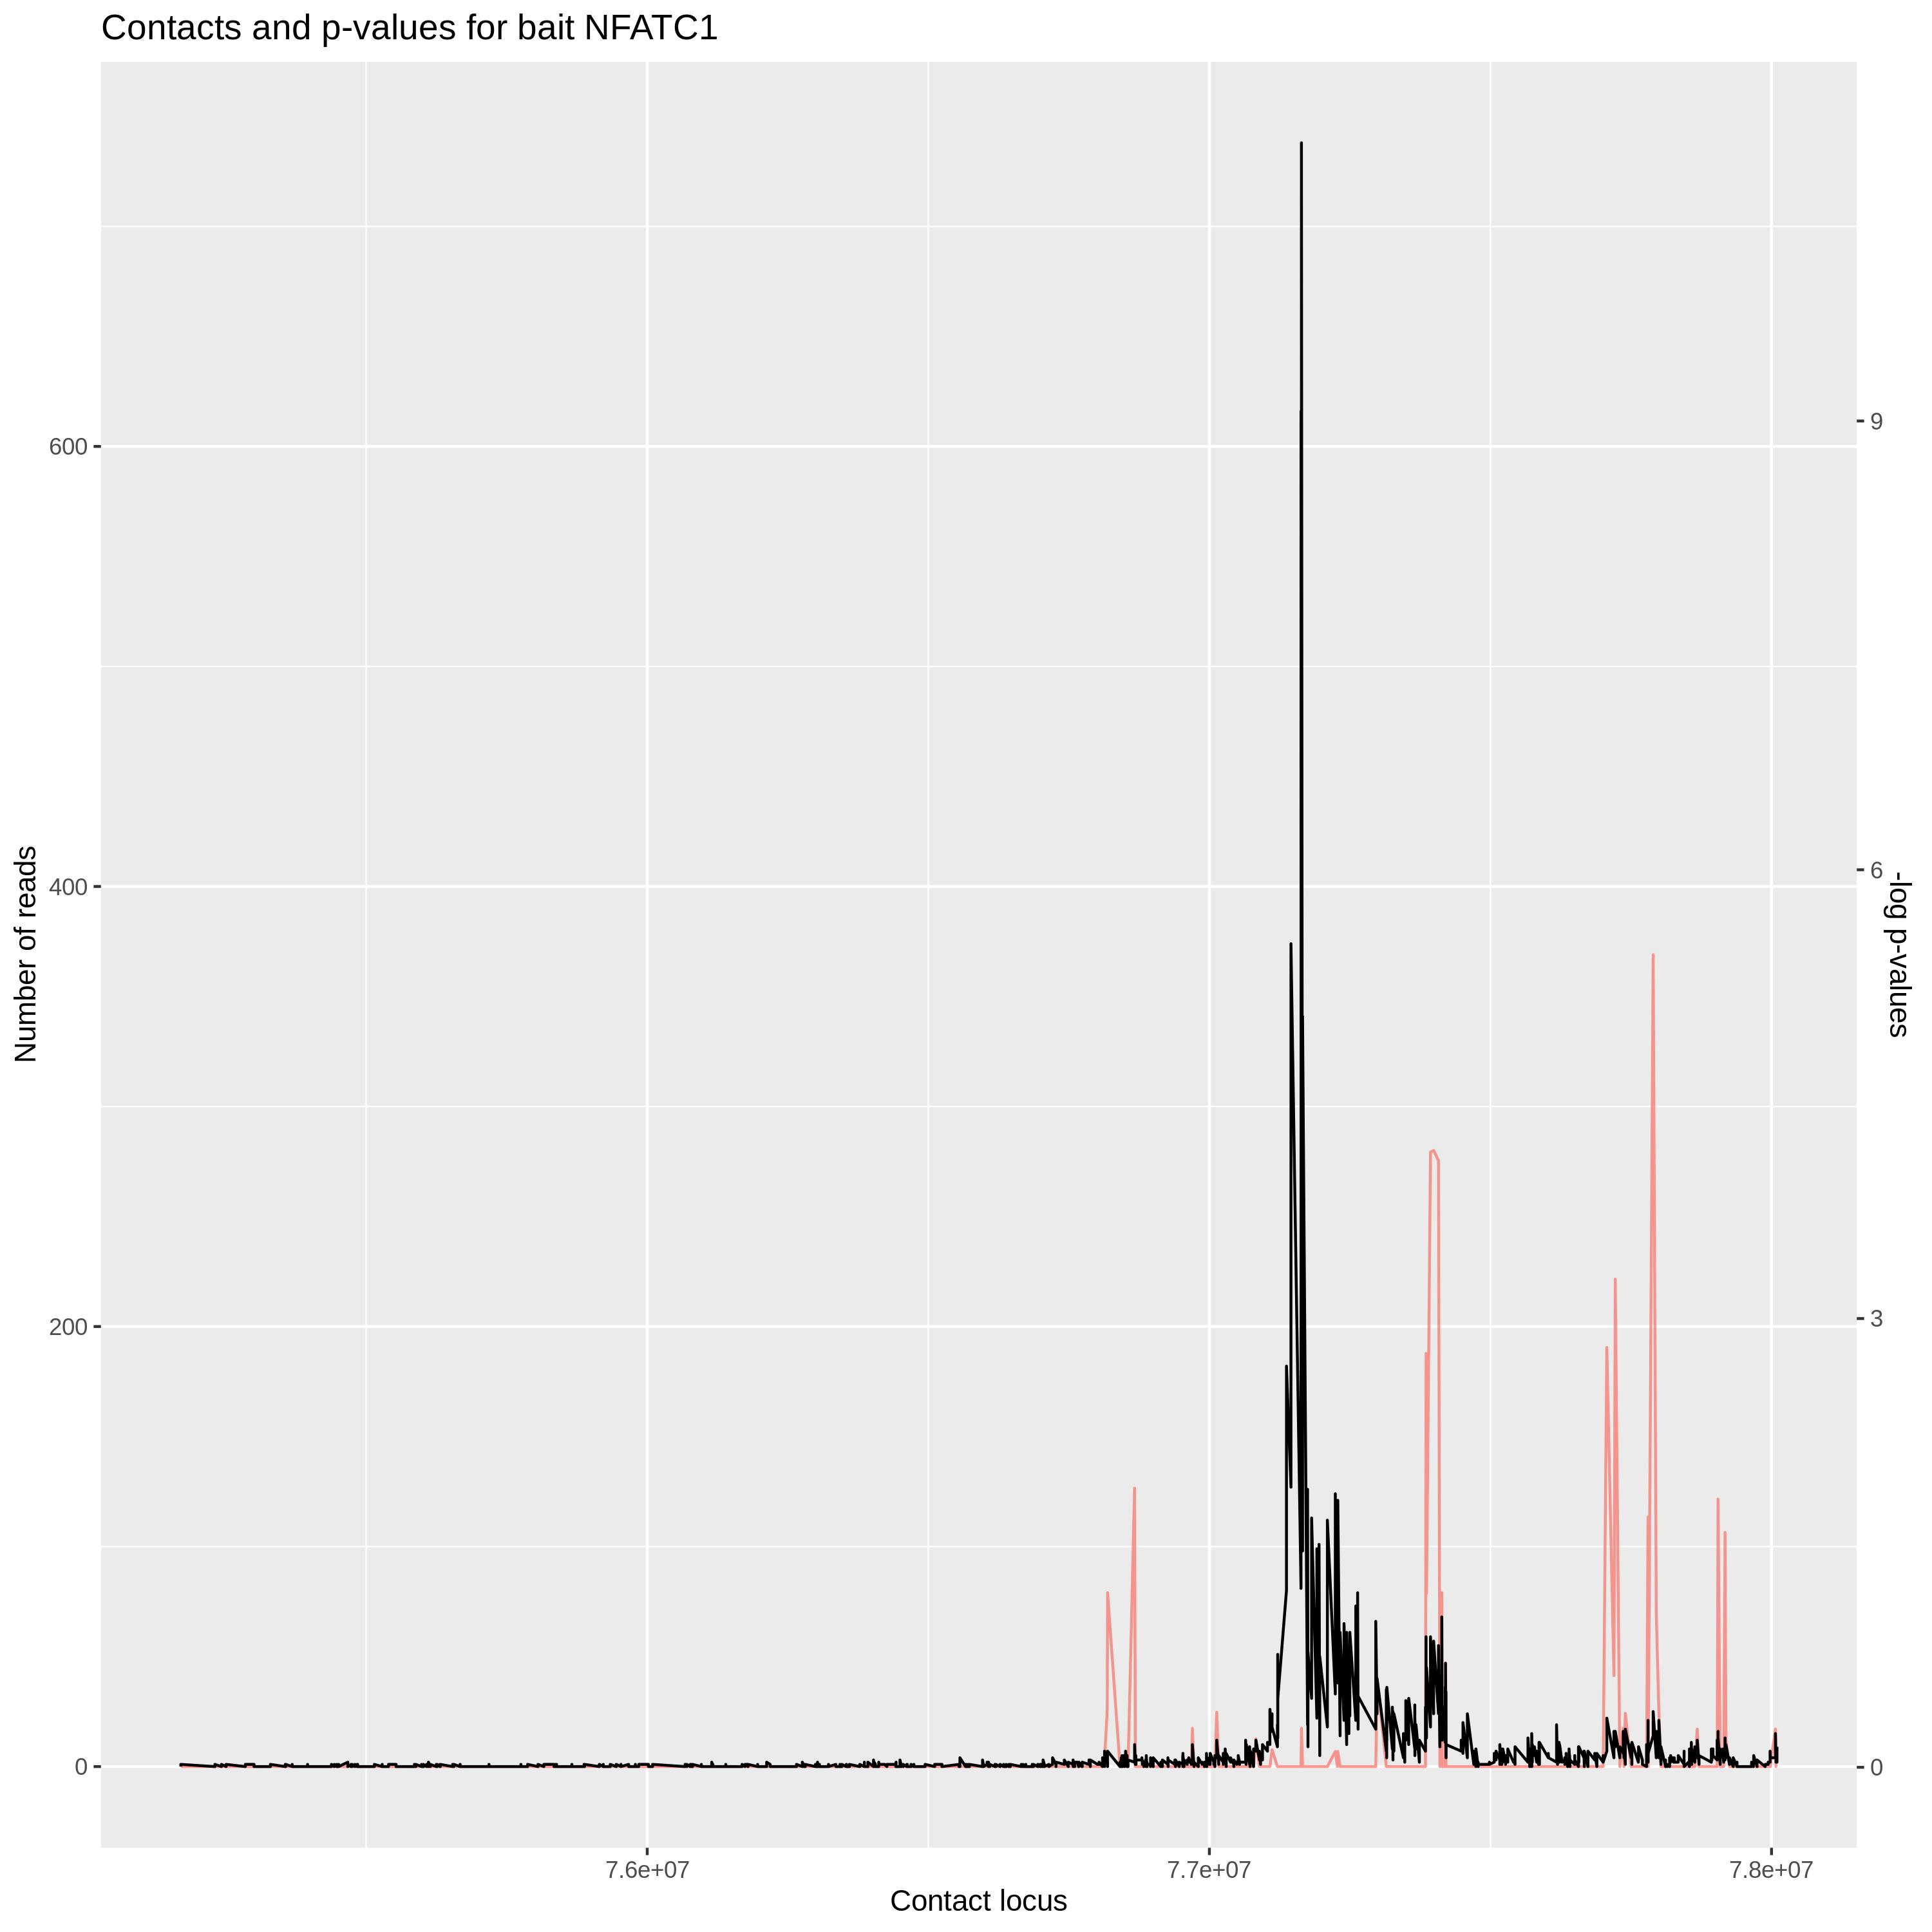 Contacts and p-values for bait NFATC1
Number of reads
600
400
200
0
9
6
3
0
-log p-values
7.6e+07
7.7e+07
7.8e+07
Contact locus